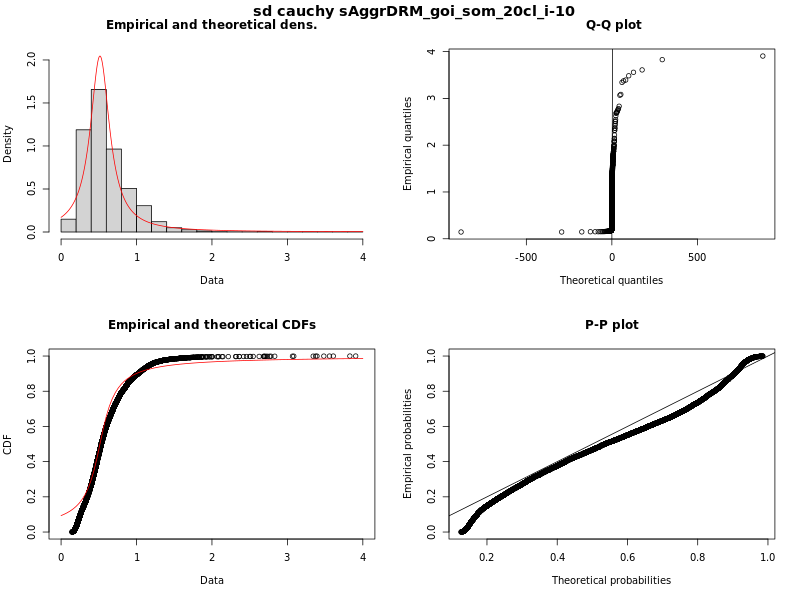 sd cauchy sAggrDRM_goi_som_20cl_i-10
Empirical and theoretical dens.
Density
0.0 0.5 1.0 1.5 2.0
0 1 2 3 4
Data
Q-Q plot
Empirical quantiles
0 1 2 3 4
-500 0 500
Theoretical quantiles
Empirical and theoretical CDFs
CDF
0.0 0.2 0.4 0.6 0.8 1.0
0 1 2 3 4
Data
P-P plot
Empirical probabilities
0.0 0.2 0.4 0.6 0.8 1.0
0.2 0.4 0.6 0.8 1.0
Theoretical probabilities